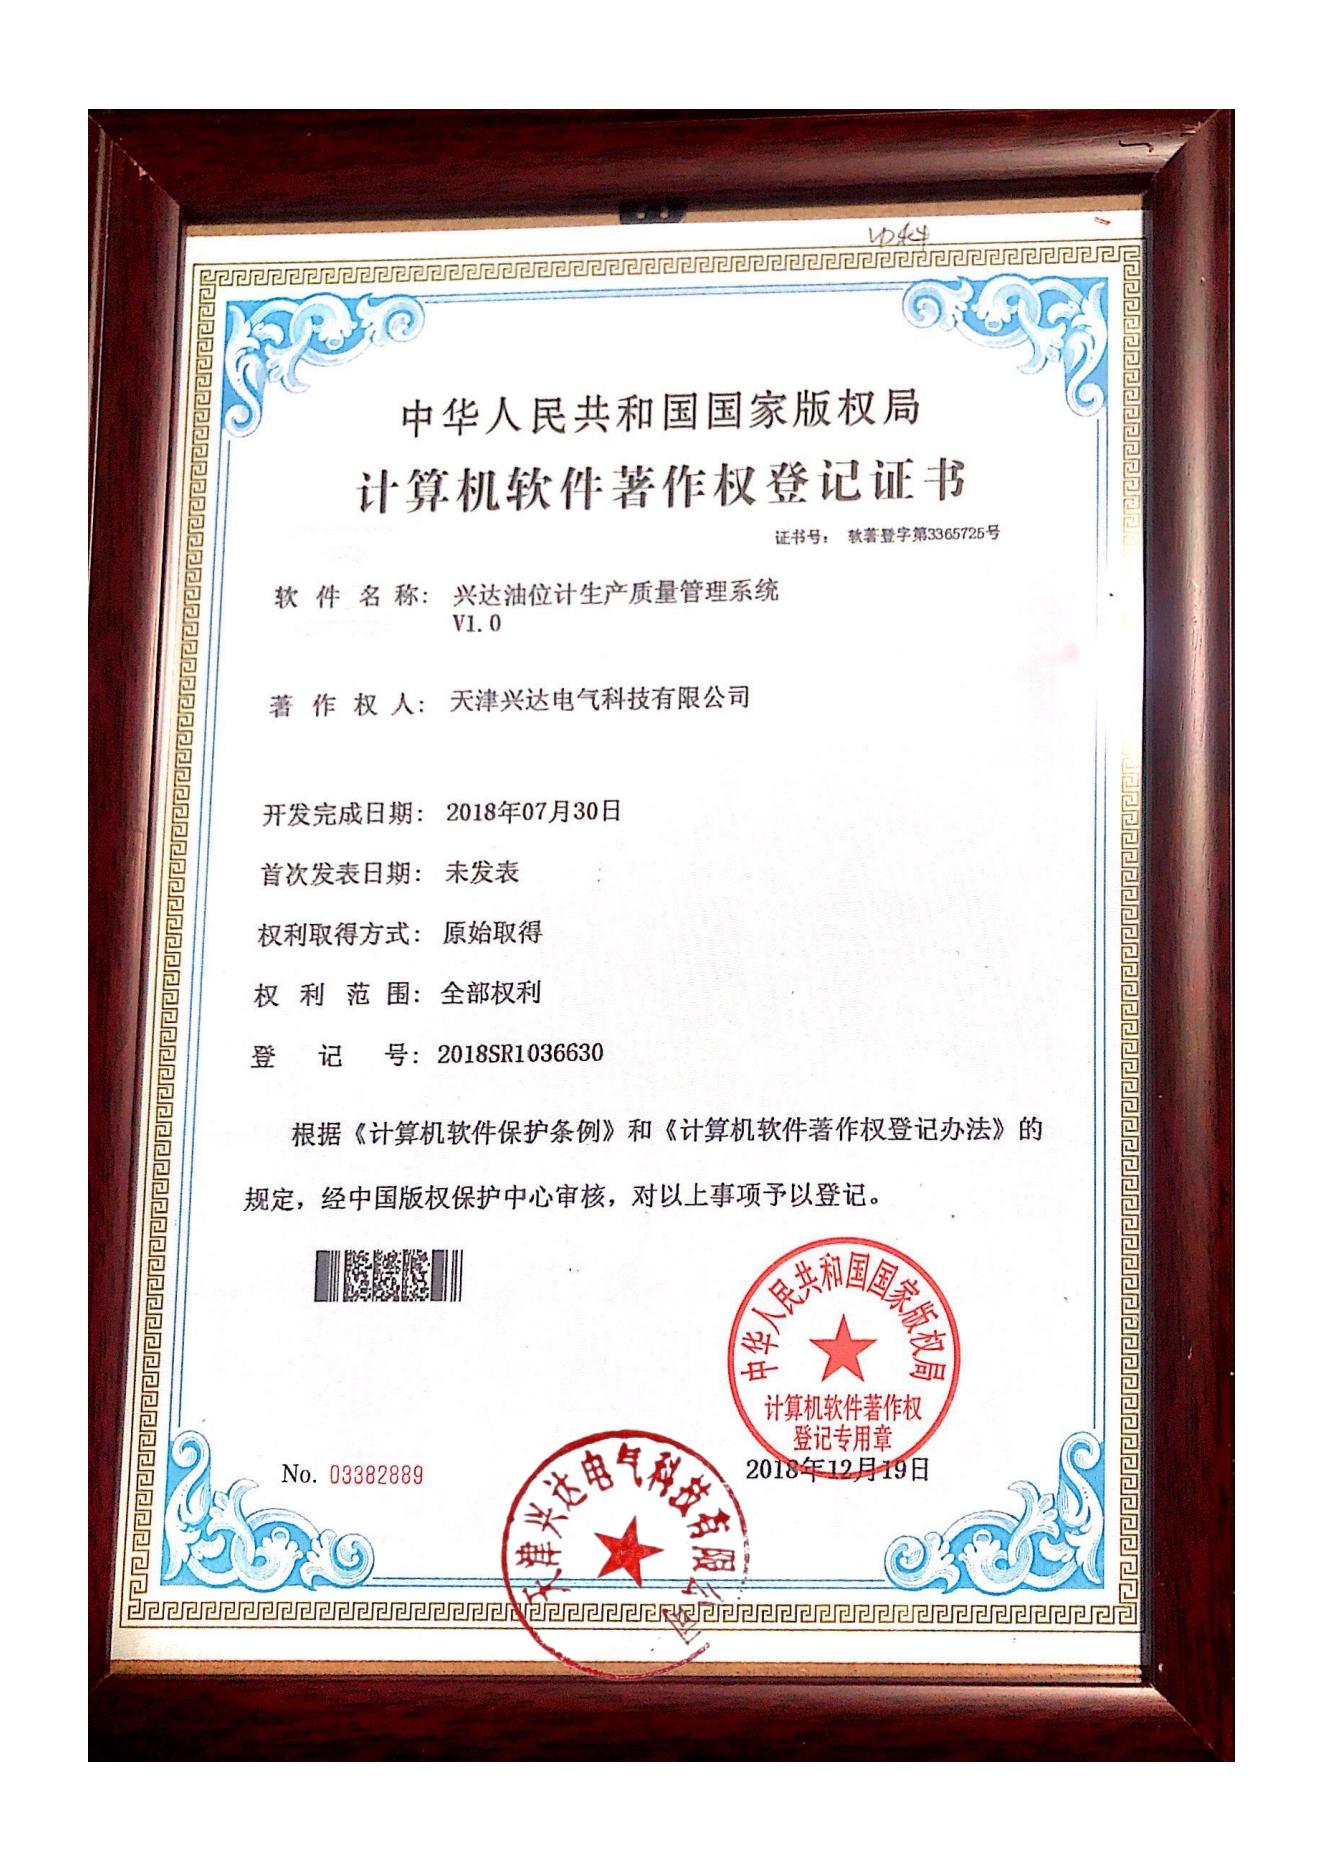 中华人民共和国国家版权局
计算机软件著作权登记证书
证书号： 软著登字第3365725号
软件名称： 兴达油位计生产质量管理系统
V1.0
著作权人： 天津兴达电气科技有限公司
开发完成日期： 2018年07月30日
首次发表日期： 未发表
权利取得方式： 原始取得
权利范围： 全部权利
登记号： 2018SR1036630
根据《计算机软件保护条例》和《计算机软件著作权登记办法》的
规定，经中国版权保护中心审核，对以上事项予以登记。
中华人民共和国国家版权局
计算机软件著作权
登记专用章
No. 03382889
2018年12月19日
天津兴达电气科技有限公司